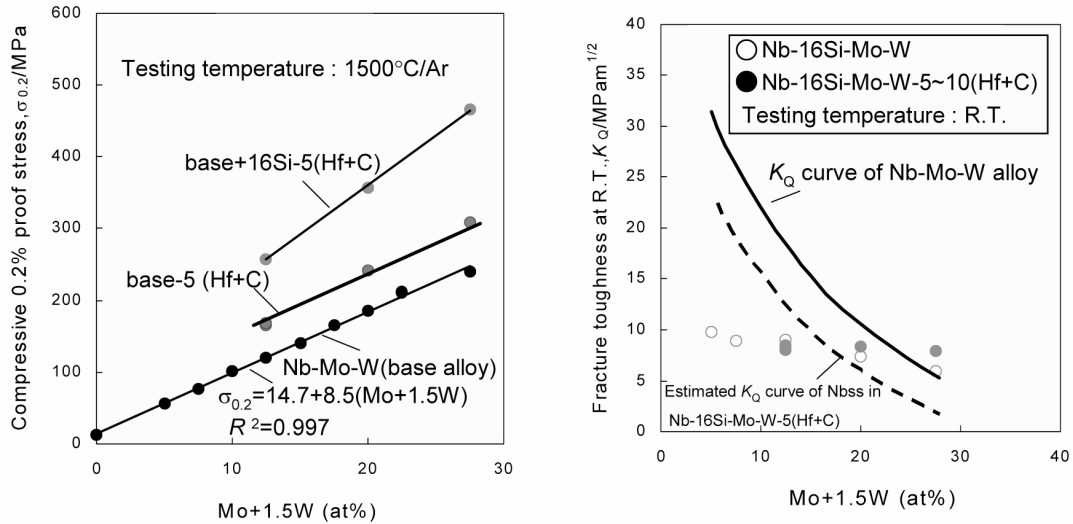 600
500
400
300
200
100
0
0
10
20
30
Compressive 0.2% proof stress,σ0.2/MPa
Testing temperature : 1500°C/Ar
base+16Si-5(Hf+C)
base-5 (Hf+C)
Nb-Mo-W(base alloy)
σ0.2=14.7+8.5(Mo+1.5W)
R²=0.997
Mo+1.5W (at%)
40
35
30
25
20
15
10
5
0
0
10
20
30
40
Fracture toughness at R.T.,KQ/MPam1/2
Nb-16Si-Mo-W
Nb-16Si-Mo-W-5~10(Hf+C)
Testing temperature : R.T.
KQ curve of Nb-Mo-W alloy
Estimated KQ curve of Nbss in
Nb-16Si-Mo-W-5(Hf+C)
Mo+1.5W (at%)